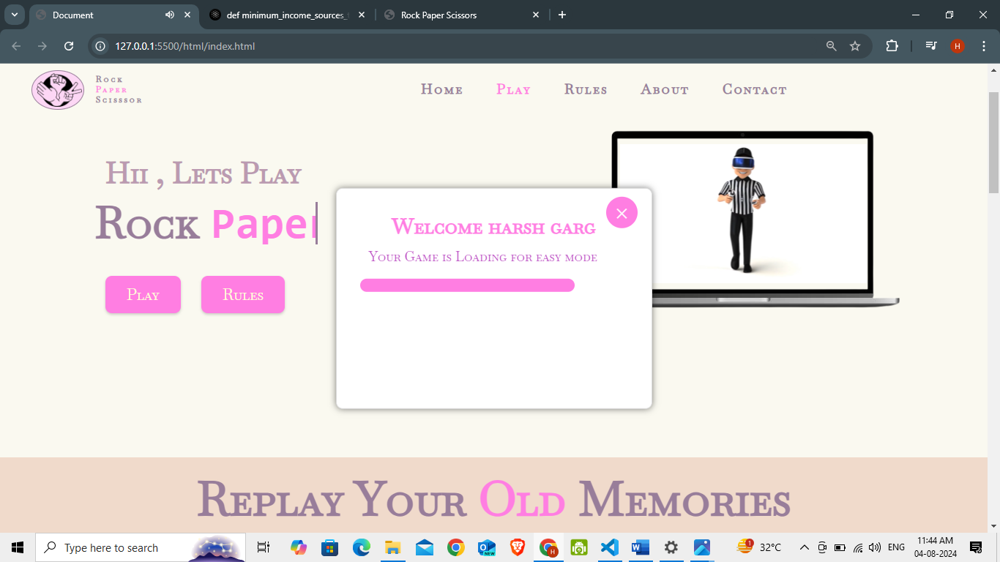 Document
def minimum_income_sources_
Rock Paper Scissors
127.0.0.1:5500/html/index.html
H
Rock
Paper
Scisssor
Home
Play
Rules
About
Contact
Hii , Lets Play
Rock Paper
Play
Rules
Welcome harsh garg
Your Game is Loading for easy mode
Replay Your Old Memories
Type here to search
NEW
H
1
32°C
ENG
11:44 AM
04-08-2024